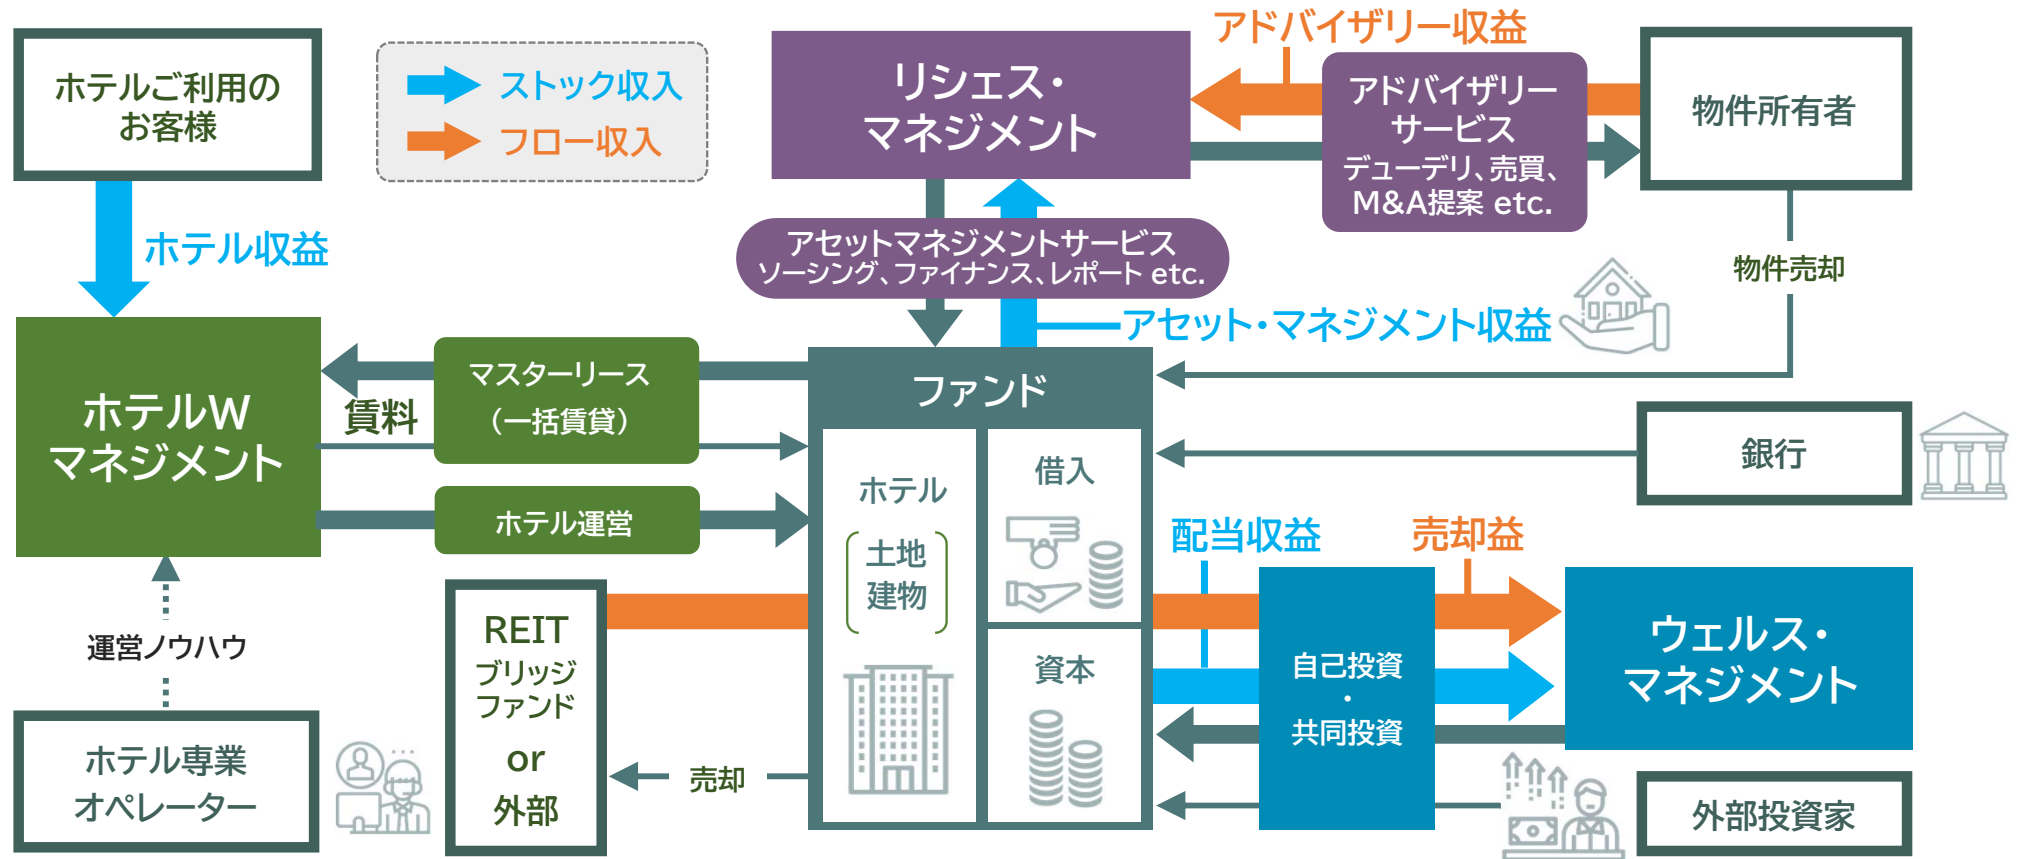 ホテルご利用の
お客様
ストック収入
フロー収入
リシェス・
マネジメント
アドバイザリー収益
アドバイザリー
サービス
デューデリ、売買、
M&A提案 etc.
物件所有者
ホテル収益
アセットマネジメントサービス
ソーシング、ファイナンス、レポート etc.
物件売却
アセット・マネジメント収益
ホテルW
マネジメント
マスターリース
（一括賃貸）
賃料
ホテル運営
ファンド
ホテル
土地
建物
借入
資本
銀行
配当収益
売却益
自己投資
・
共同投資
ウェルス・
マネジメント
運営ノウハウ
ホテル専業
オペレーター
REIT
ブリッジ
ファンド
or
外部
売却
外部投資家